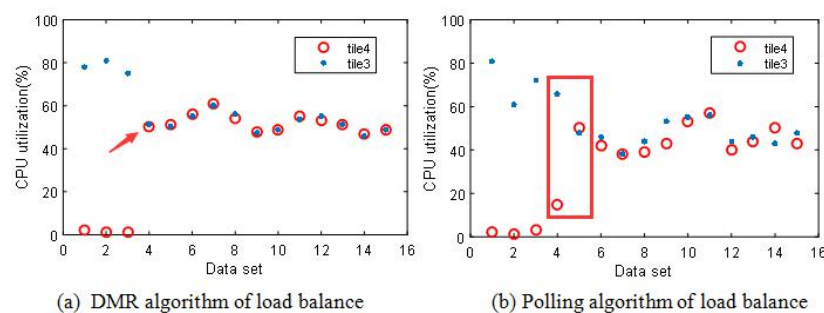 100
80
60
40
20
0
CPU utilization(%)
tile4
tile3
0 2 4 6 8 10 12 14 16
Data set
(a) DMR algorithm of load balance
100
80
60
40
20
0
CPU utilization(%)
tile4
tile3
0 2 4 6 8 10 12 14 16
Data set
(b) Polling algorithm of load balance